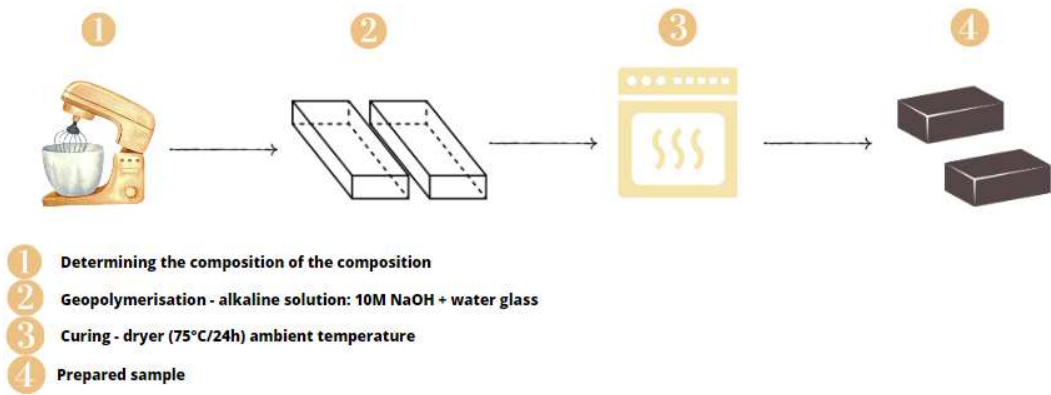 1 2 3 4
1 Determining the composition of the composition
2 Geopolymerisation - alkaline solution: 10M NaOH + water glass
3 Curing - dryer (75°C/24h) ambient temperature
4 Prepared sample